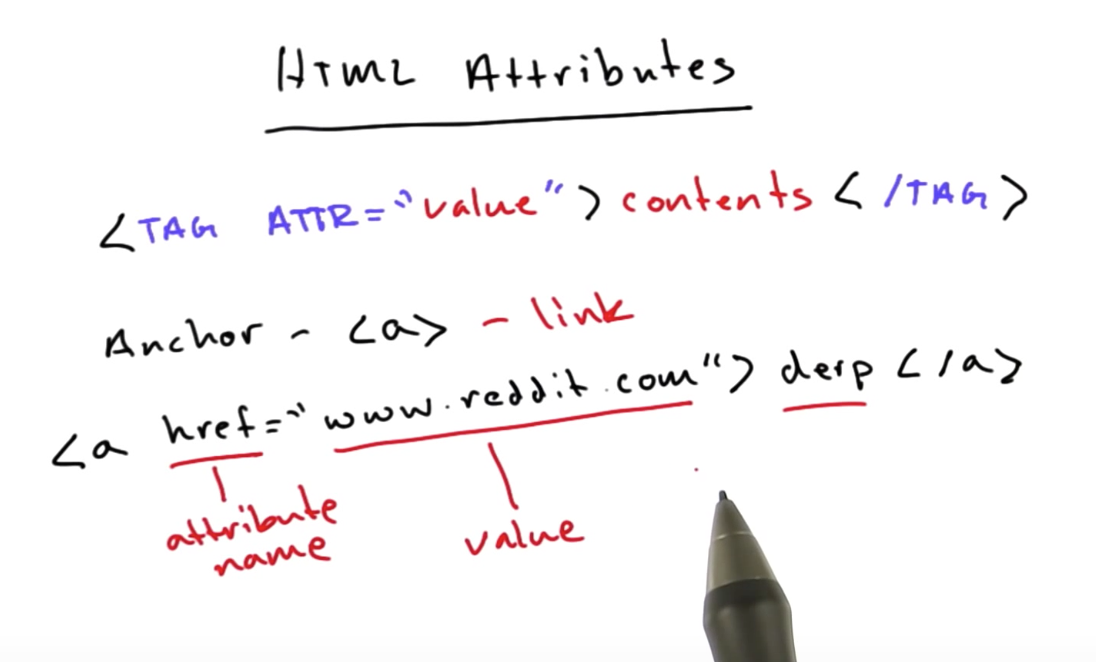 HTML Attributes
<TAG ATTR="value"> contents </TAG>
Anchor - <a> - link
<a href="www.reddit.com"> derp </a>
attribute name
value